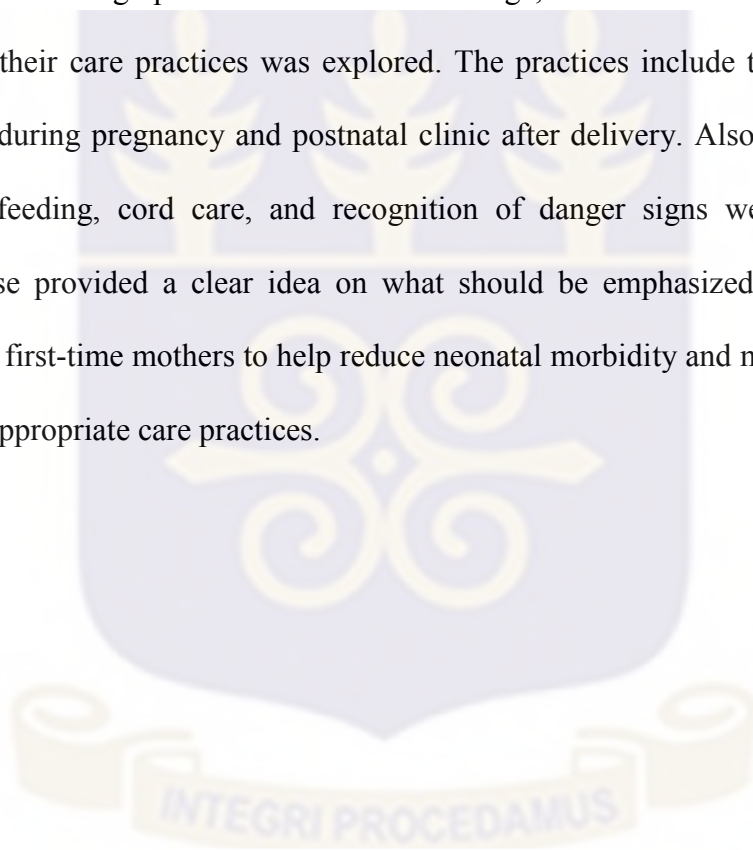 their care practices was explored. The practices include t
during pregnancy and postnatal clinic after delivery. Also
feeding, cord care, and recognition of danger signs we
se provided a clear idea on what should be emphasized
first-time mothers to help reduce neonatal morbidity and m
ppropriate care practices.
INTEGRI PROCEDAMUS